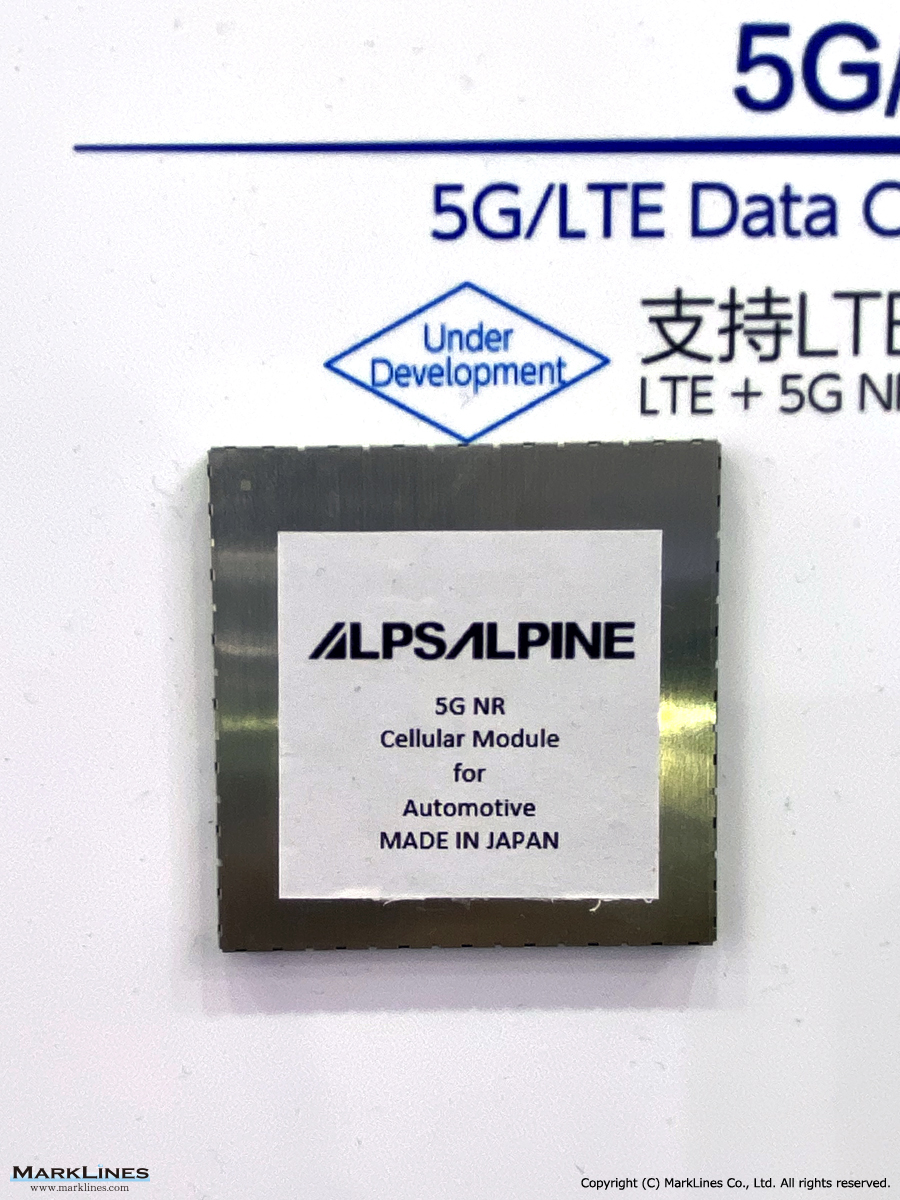 5G/
5G/LTE Data C
Under
Development
支持LTE
LTE + 5G NR
ALPSALPINE
5G NR
Cellular Module
for
Automotive
MADE IN JAPAN
MARKLINES
www.marklines.com
Copyright (C) MarkLines Co., Ltd. All rights reserved.